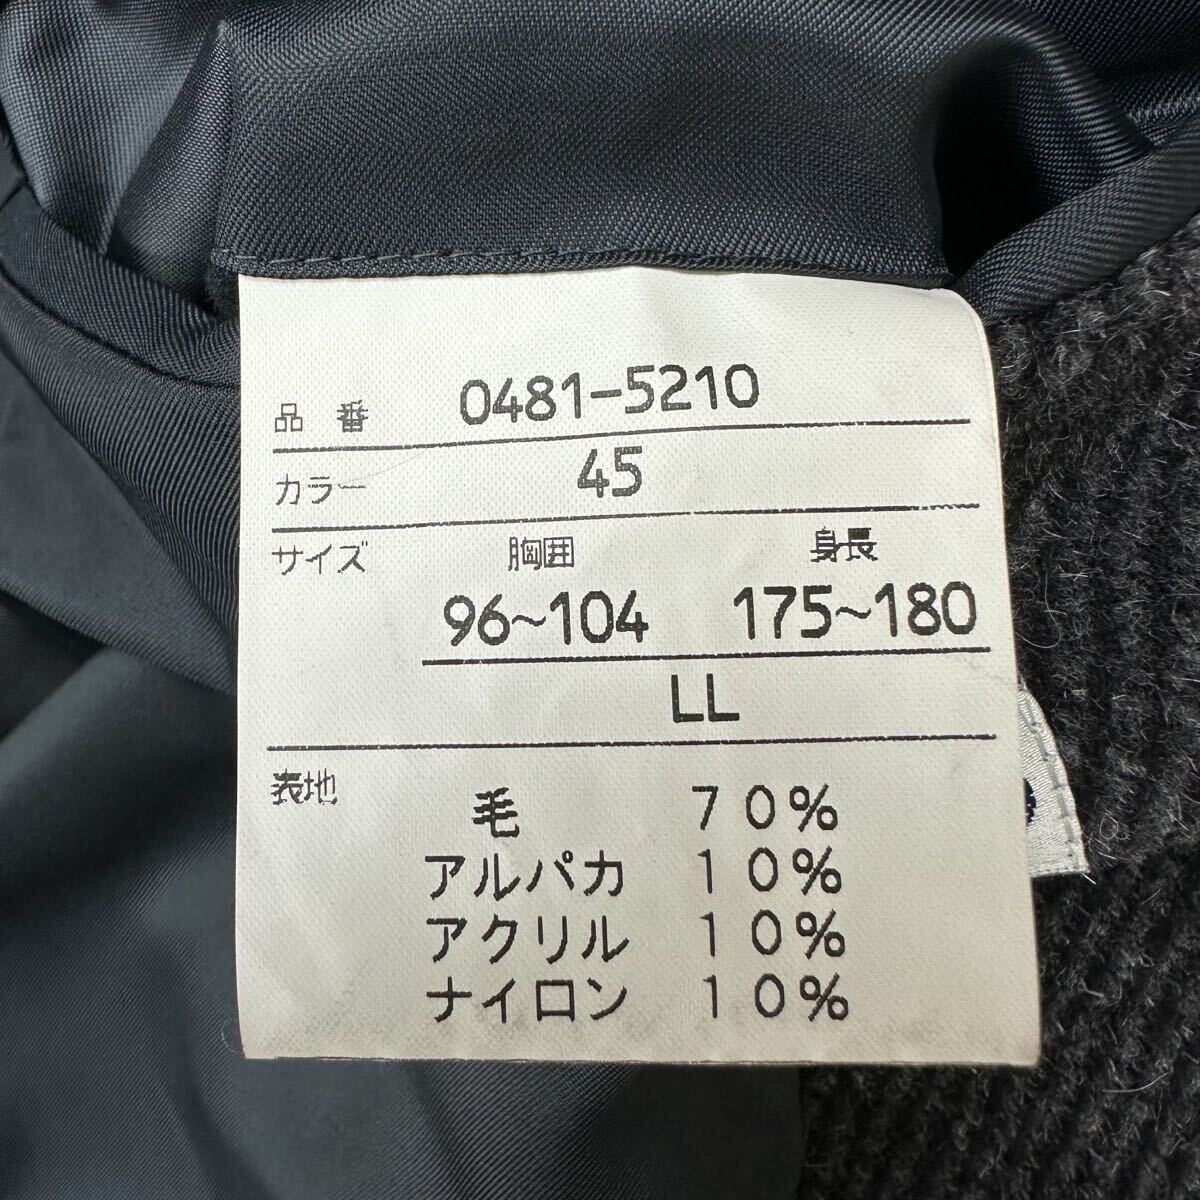 品番 0481-5210
カラー 45
サイズ 胸囲 身長
96~104 175~180
LL
表地
毛 70%
アルパカ 10%
アクリル 10%
ナイロン 10%